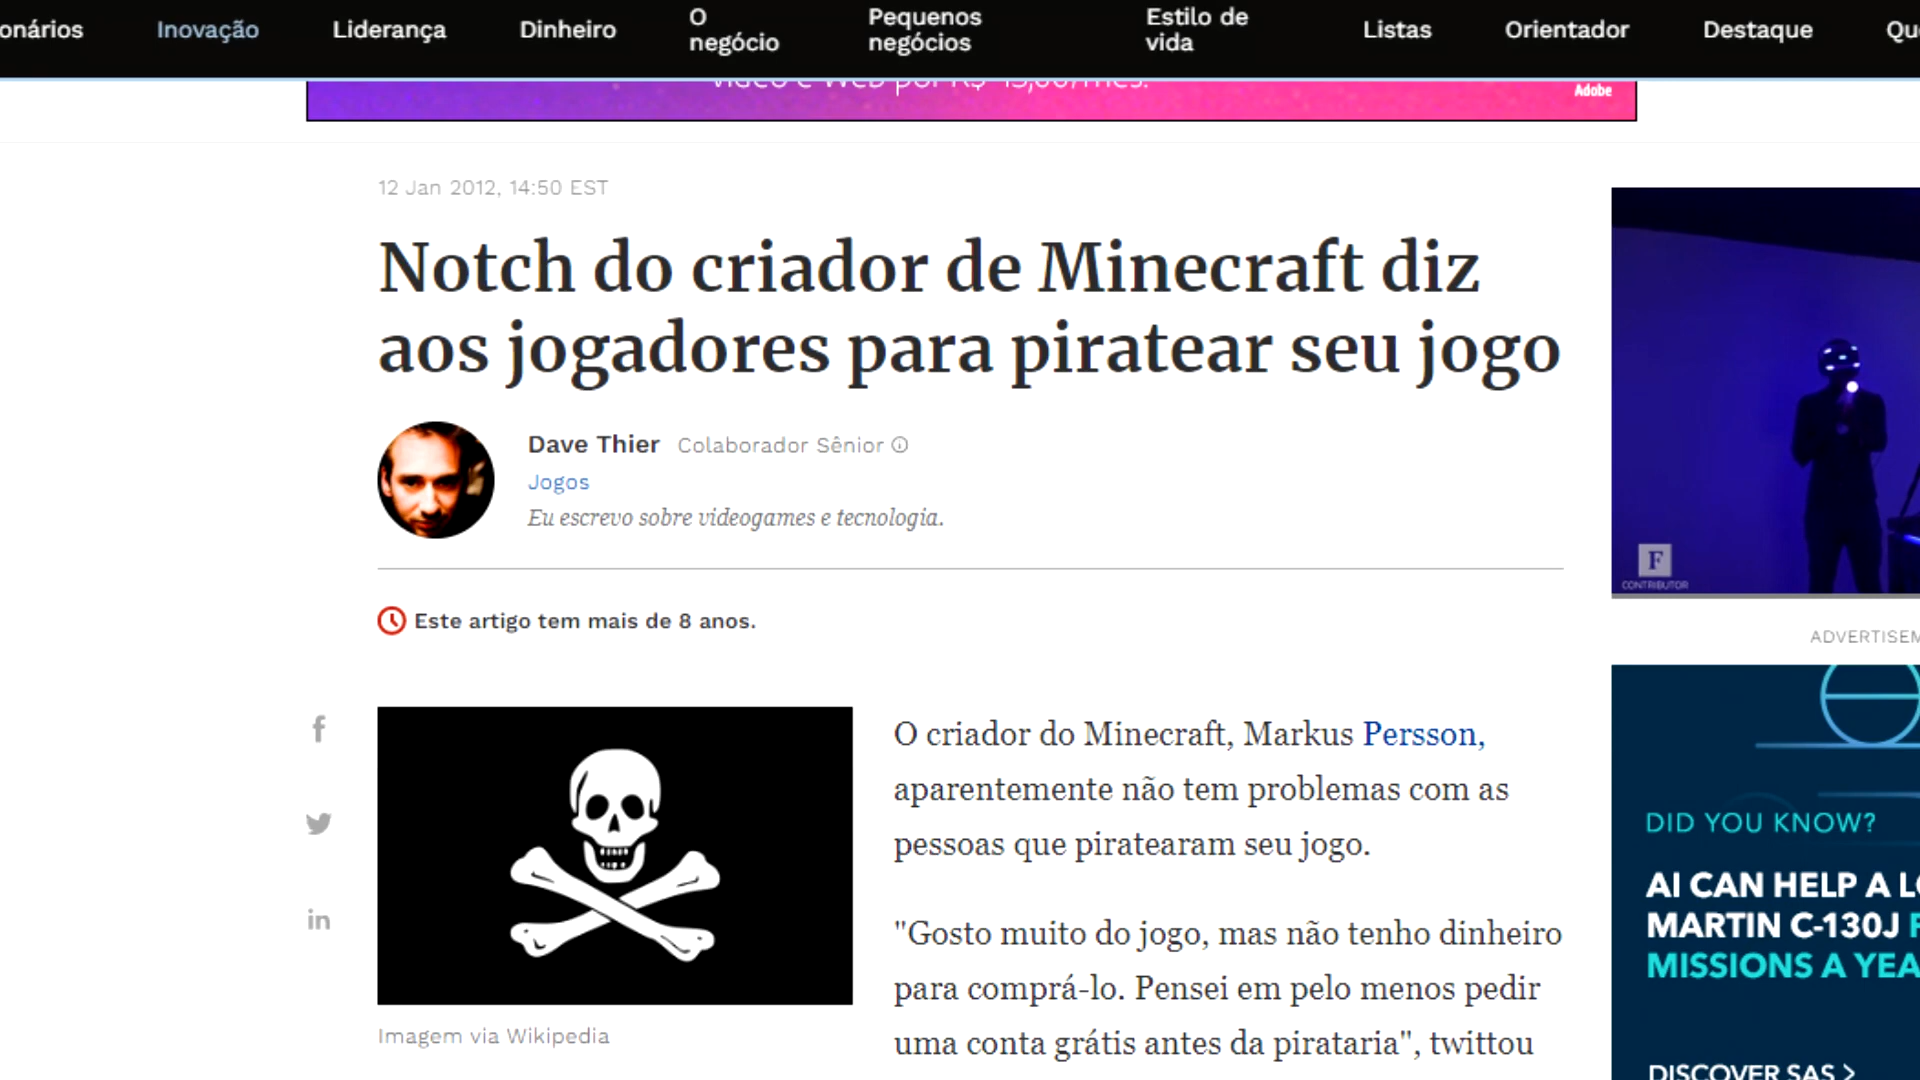 onários
Inovação
Liderança
Dinheiro
O
negócio
Pequenos
negócios
Estilo de
vida
Listas
Orientador
Destaque
Adobe
12 Jan 2012, 14:50 EST
Notch do criador de Minecraft diz
aos jogadores para piratear seu jogo
Dave Thier Colaborador Sênior
Jogos
Eu escrevo sobre videogames e tecnologia.
Este artigo tem mais de 8 anos.
O criador do Minecraft, Markus Persson,
aparentemente não tem problemas com as
pessoas que piratearam seu jogo.
"Gosto muito do jogo, mas não tenho dinheiro
para comprá-lo. Pensei em pelo menos pedir
uma conta grátis antes da pirataria", twittou
Imagem via Wikipedia
F
CONTRIBUTOR
ADVERTISEM
DID YOU KNOW?
AI CAN HELP A LO
MARTIN C-130J F
MISSIONS A YEA
DISCOVER SAS >